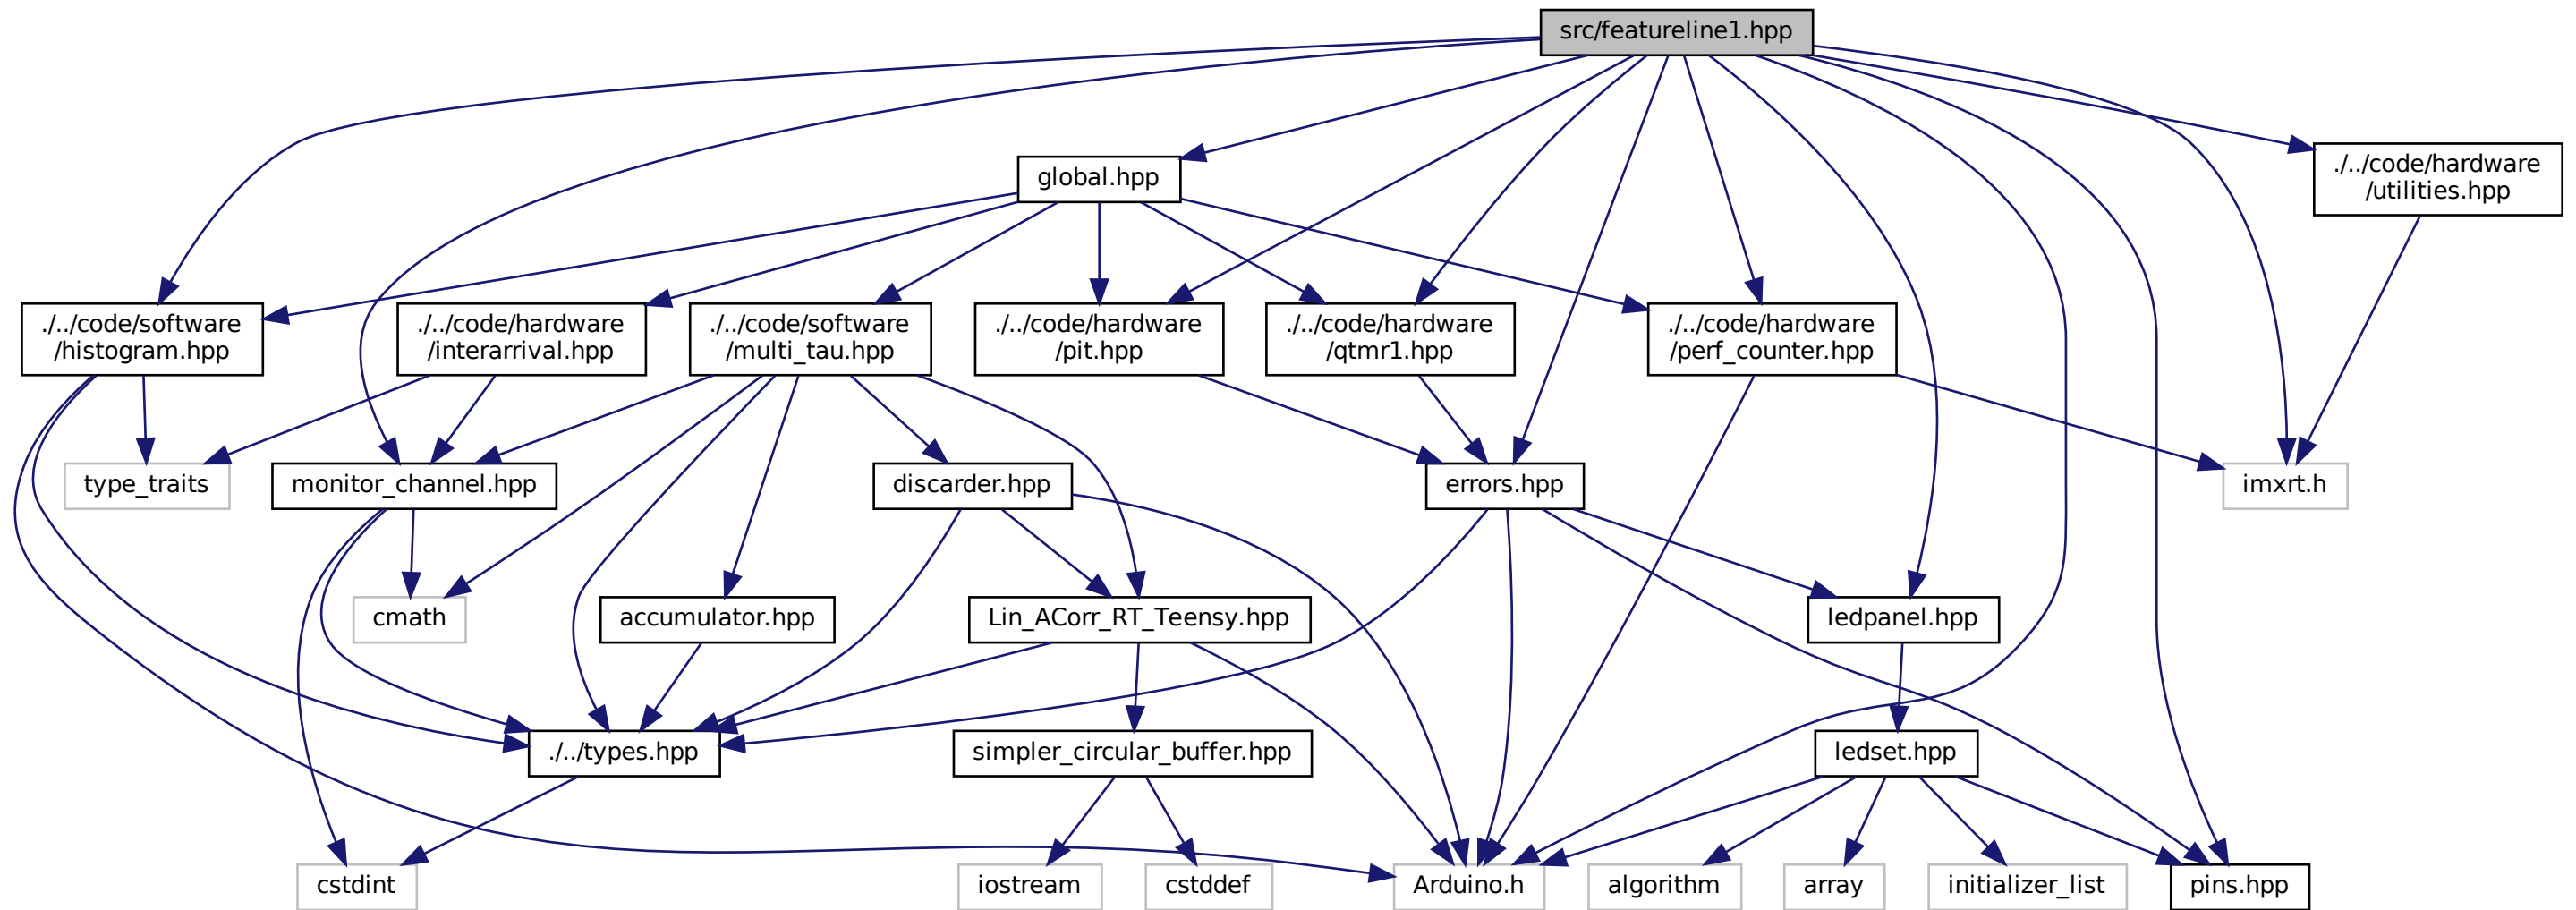 src/featureline1.hpp
global.hpp
./../code/hardware
/utilities.hpp
./../code/software
/histogram.hpp
./../code/hardware
/interarrival.hpp
./../code/software
/multi_tau.hpp
./../code/hardware
/pit.hpp
./../code/hardware
/qtmr1.hpp
./../code/hardware
/perf_counter.hpp
type_traits
monitor_channel.hpp
discarder.hpp
errors.hpp
imxrt.h
cmath
accumulator.hpp
Lin_ACorr_RT_Teensy.hpp
ledpanel.hpp
./../types.hpp
simpler_circular_buffer.hpp
ledset.hpp
cstdint
iostream
cstddef
Arduino.h
algorithm
array
initializer_list
pins.hpp